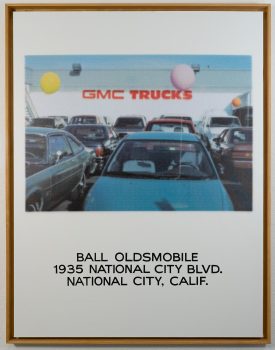 GMC TRUCKS
BALL OLDSMOBILE
1935 NATIONAL CITY BLVD.
NATIONAL CITY, CALIF.